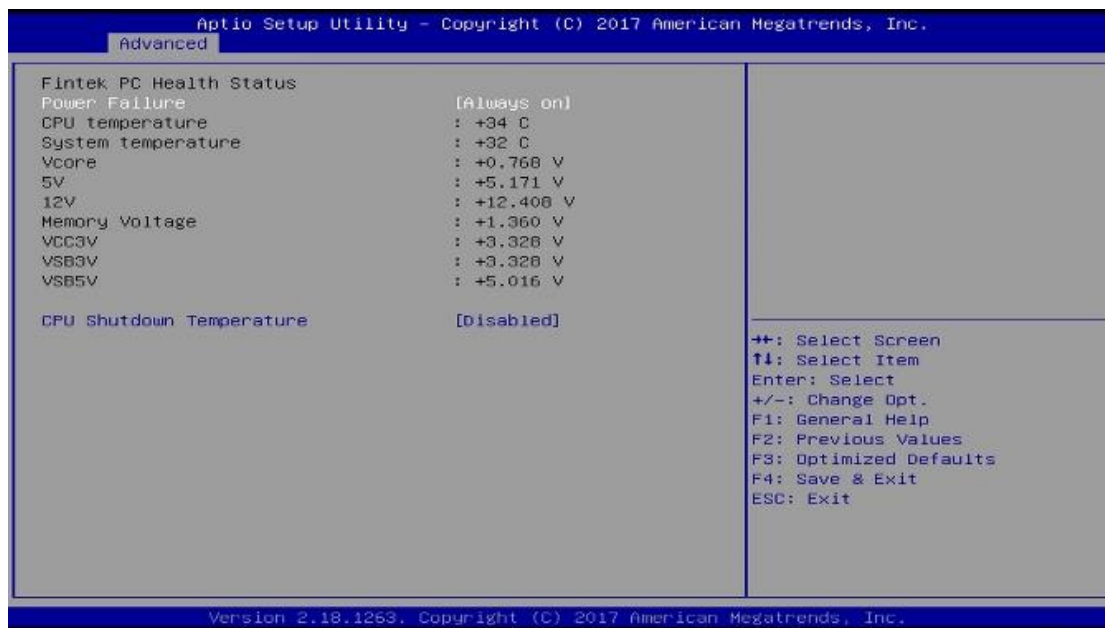 Aptio Setup Utility – Copyright (C) 2017 American Megatrends, Inc.
Advanced
Fintek PC Health Status
Power Failure [Always on]
CPU temperature : +34 C
System temperature : +32 C
Vcore : +0.768 V
5V : +5.171 V
12V : +12.408 V
Memory Voltage : +1.360 V
VCC3V : +3.328 V
VSB3V : +3.328 V
VSB5V : +5.016 V
CPU Shutdown Temperature [Disabled]
→←: Select Screen
↑↓: Select Item
Enter: Select
+/-: Change Opt.
F1: General Help
F2: Previous Values
F3: Optimized Defaults
F4: Save & Exit
ESC: Exit
Version 2.18.1263. Copyright (C) 2017 American Megatrends, Inc.